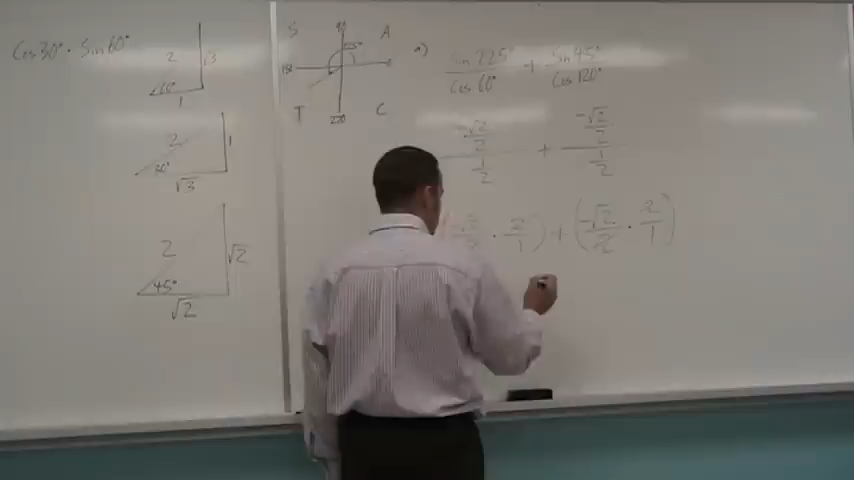 Cos 30° · Sin 60°
2 √3
60°
1
2 1
30°
√3
2 √2
45°
√2
S 90 A
180
T 270 C
a) Sin 225° / Cos 60° + Sin 45° / Cos 120°
-√2/2 / 1/2 + -√2/2 / 1/2
· 2/1) + (-√2/2 · 2/1)